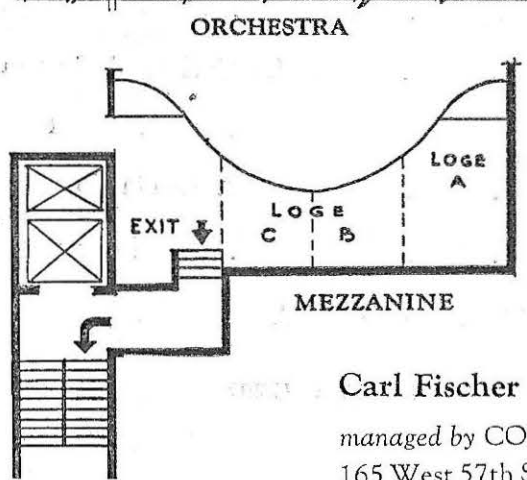 ORCHESTRA
LOGE
A
LOGE
C B
EXIT
MEZZANINE
Carl Fischer
managed by CO
165 West 57th S